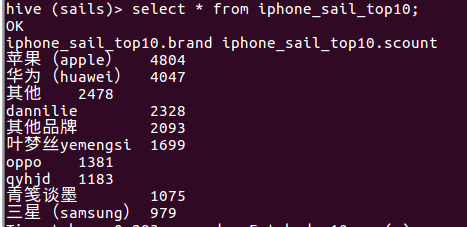 hive (sails)> select * from iphone_sail_top10;
OK
iphone_sail_top10.brand iphone_sail_top10.scount
苹果（apple） 4804
华为（huawei） 4047
其他 2478
dannilie 2328
其他品牌 2093
叶梦丝yemengsi 1699
oppo 1381
qyhjd 1183
青笺谈墨 1075
三星（samsung） 979